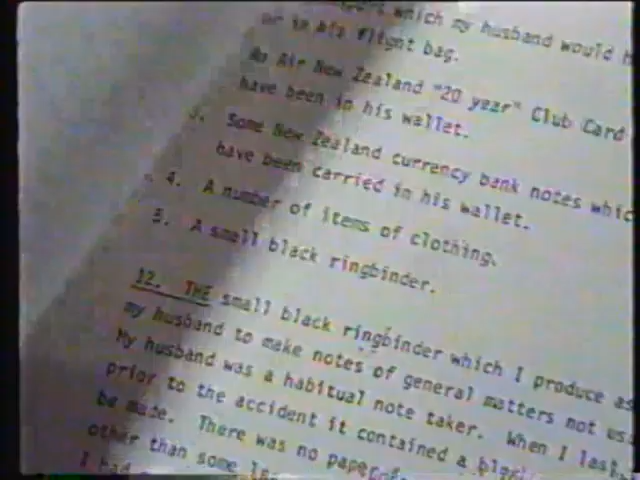 which my husband would
or in his flight bag.
An Air New Zealand "20 year" Club Card
have been in his wallet.
3. Some New Zealand currency bank notes whic
have been carried in his wallet.
4. A number of items of clothing.
5. A small black ringbinder.
12. THE small black ringbinder which I produce as
my husband to make notes of general matters not us
My husband was a habitual note taker. When I las
prior to the accident it contained a
be made. There was no
other than some
I had